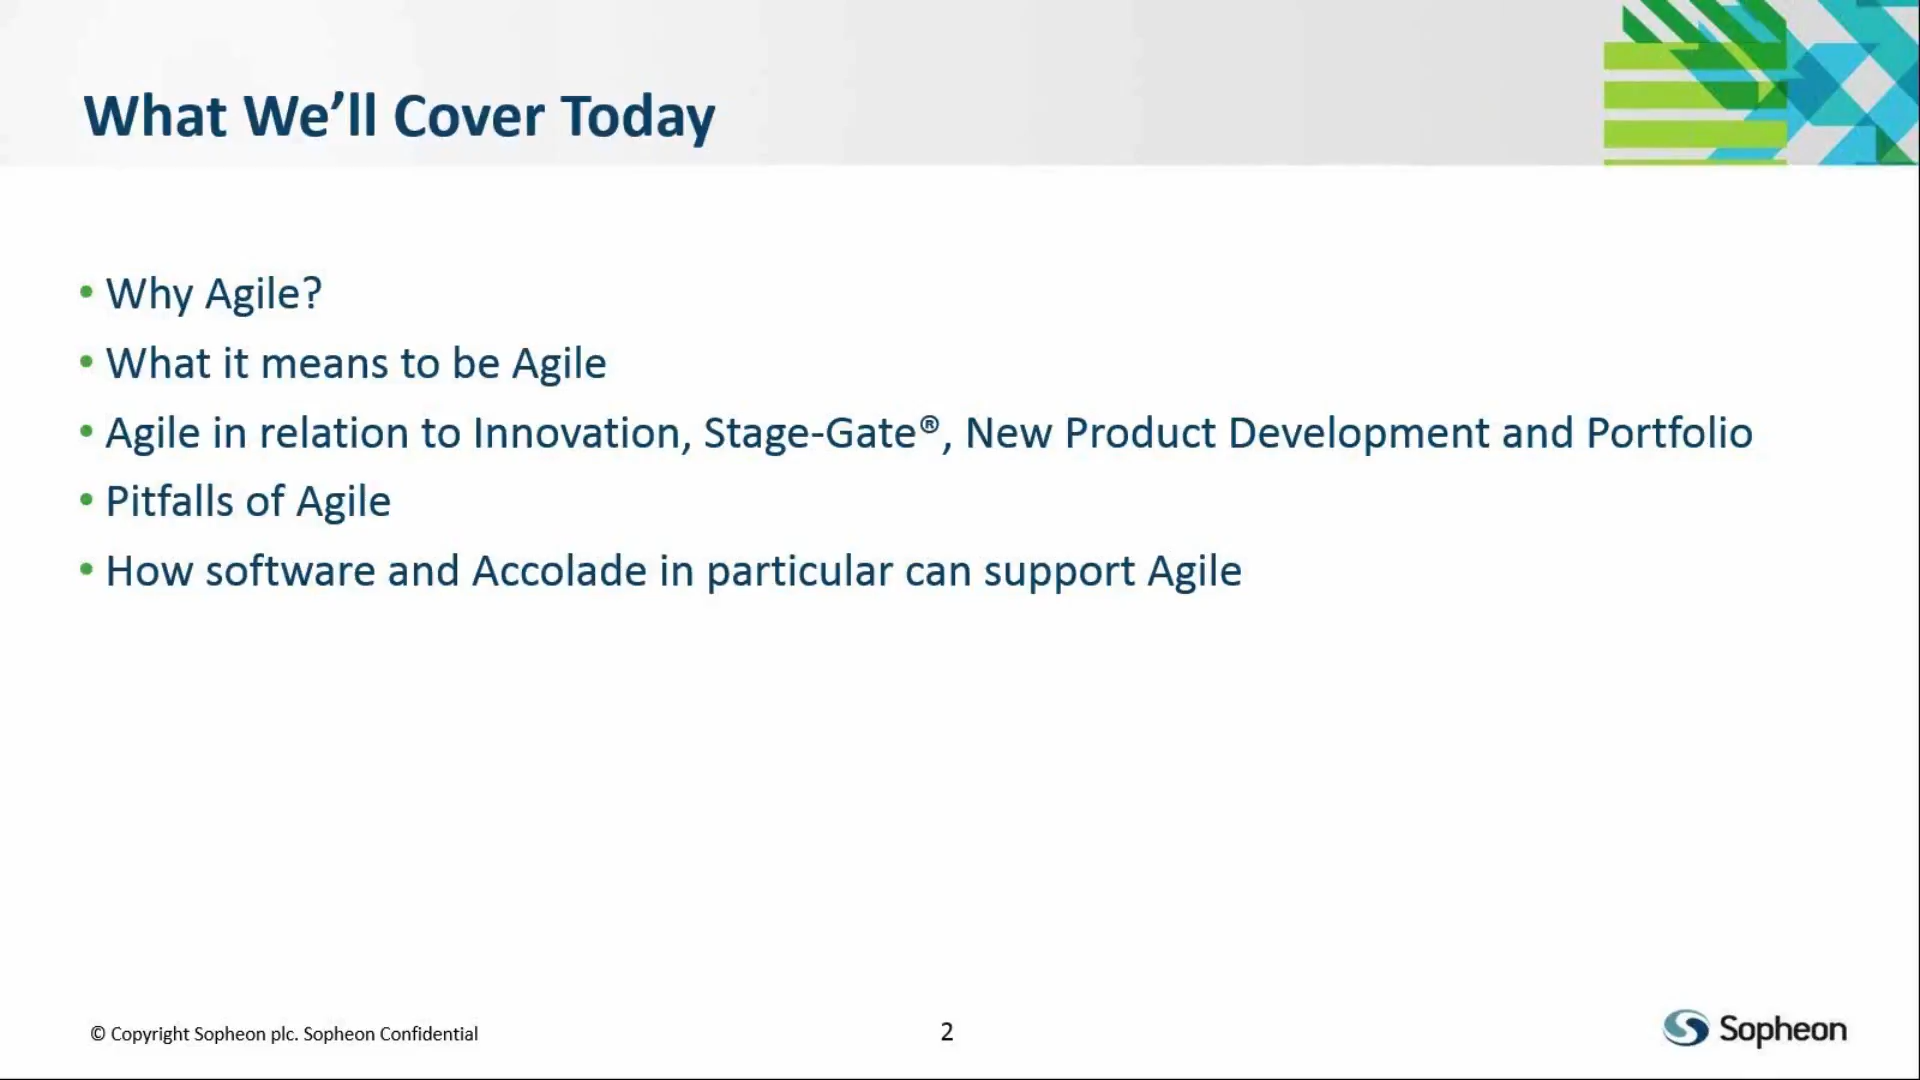 What We’ll Cover Today
• Why Agile?
• What it means to be Agile
• Agile in relation to Innovation, Stage-Gate®, New Product Development and Portfolio
• Pitfalls of Agile
• How software and Accolade in particular can support Agile
© Copyright Sopheon plc. Sopheon Confidential
2
Sopheon